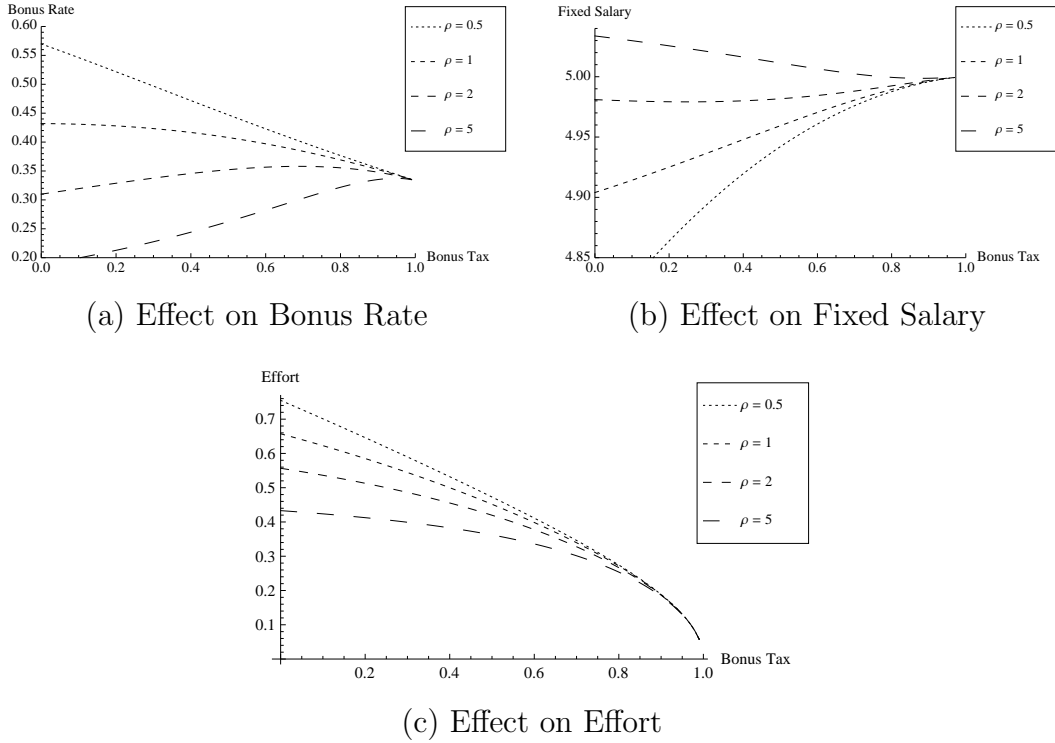 Bonus Rate
0.60
0.55
0.50
0.45
0.40
0.35
0.30
0.25
0.20
0.0 0.2 0.4 0.6 0.8 1.0
Bonus Tax
ρ = 0.5
ρ = 1
ρ = 2
ρ = 5
(a) Effect on Bonus Rate
Fixed Salary
5.00
4.95
4.90
4.85
0.0 0.2 0.4 0.6 0.8 1.0
Bonus Tax
ρ = 0.5
ρ = 1
ρ = 2
ρ = 5
(b) Effect on Fixed Salary
Effort
0.7
0.6
0.5
0.4
0.3
0.2
0.1
0.2 0.4 0.6 0.8 1.0
Bonus Tax
ρ = 0.5
ρ = 1
ρ = 2
ρ = 5
(c) Effect on Effort